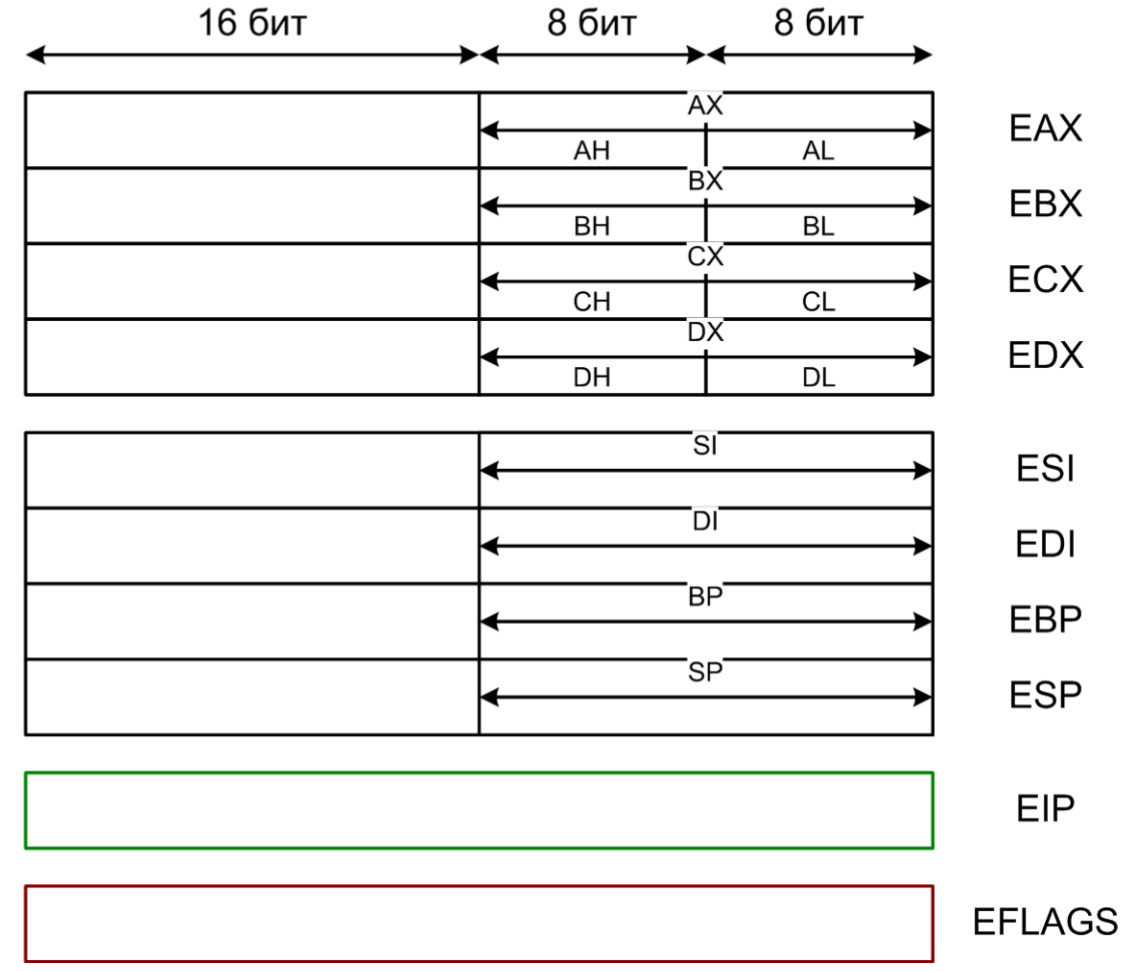 16 бит 8 бит 8 бит
AX
EAX
AH AL
BX
EBX
BH BL
CX
ECX
CH CL
DX
EDX
DH DL
SI
ESI
DI
EDI
BP
EBP
SP
ESP
EIP
EFLAGS